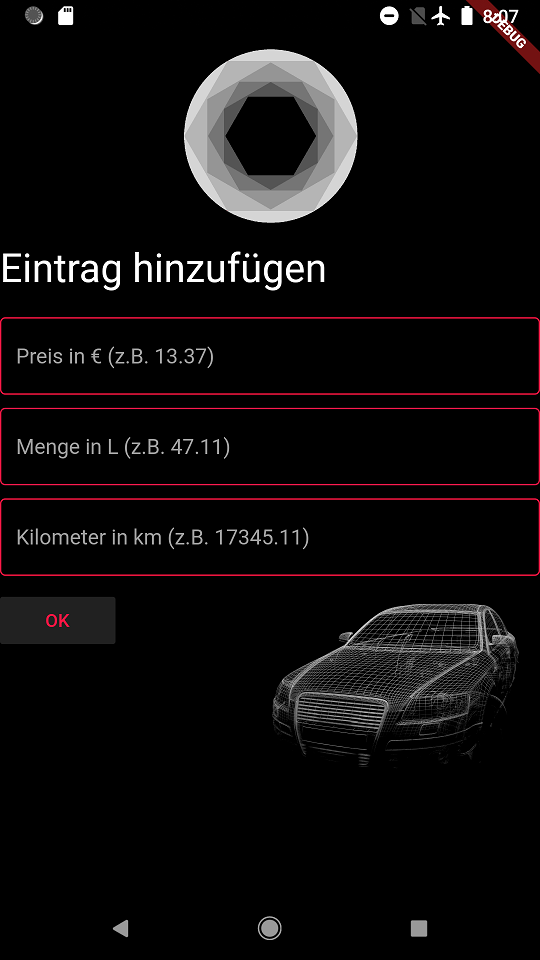 8:07
DEBUG
Eintrag hinzufügen
Preis in € (z.B. 13.37)
Menge in L (z.B. 47.11)
Kilometer in km (z.B. 17345.11)
OK